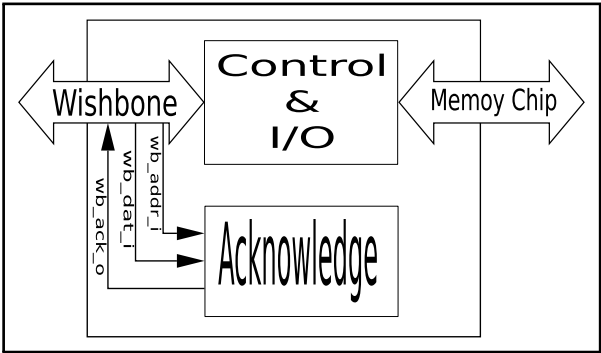 Control
&
I/O
Wishbone
Memoy Chip
wb_ack_o
wb_dat_i
wb_addr_i
Acknowledge